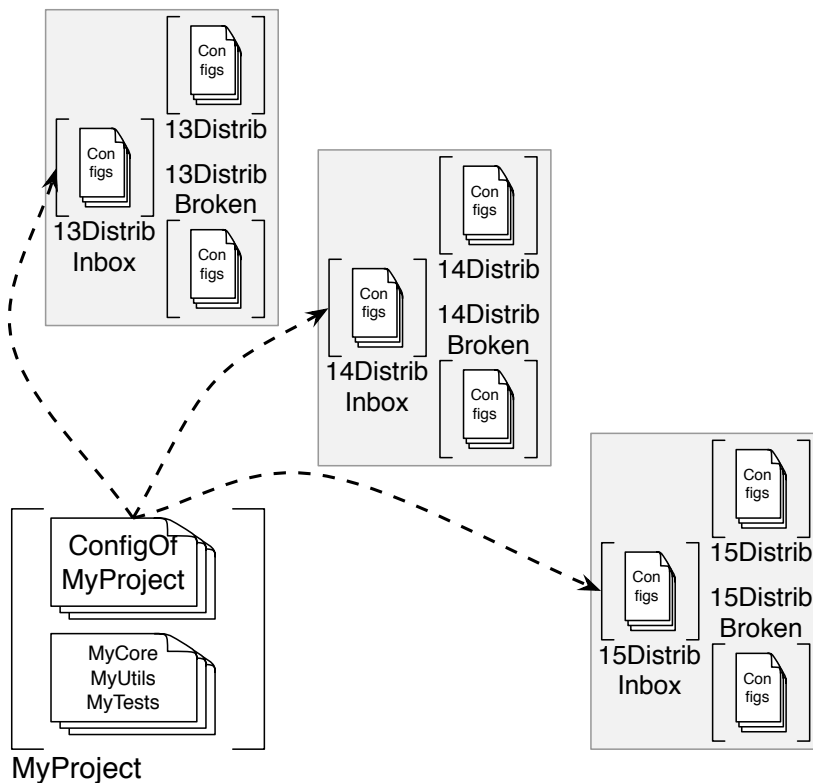 Con
figs
13Distrib
Con
figs
13Distrib
Inbox
13Distrib
Broken
Con
figs
Con
figs
14Distrib
Con
figs
14Distrib
Inbox
14Distrib
Broken
Con
figs
Con
figs
15Distrib
Con
figs
15Distrib
Inbox
15Distrib
Broken
Con
figs
ConfigOf
MyProject
MyCore
MyUtils
MyTests
MyProject